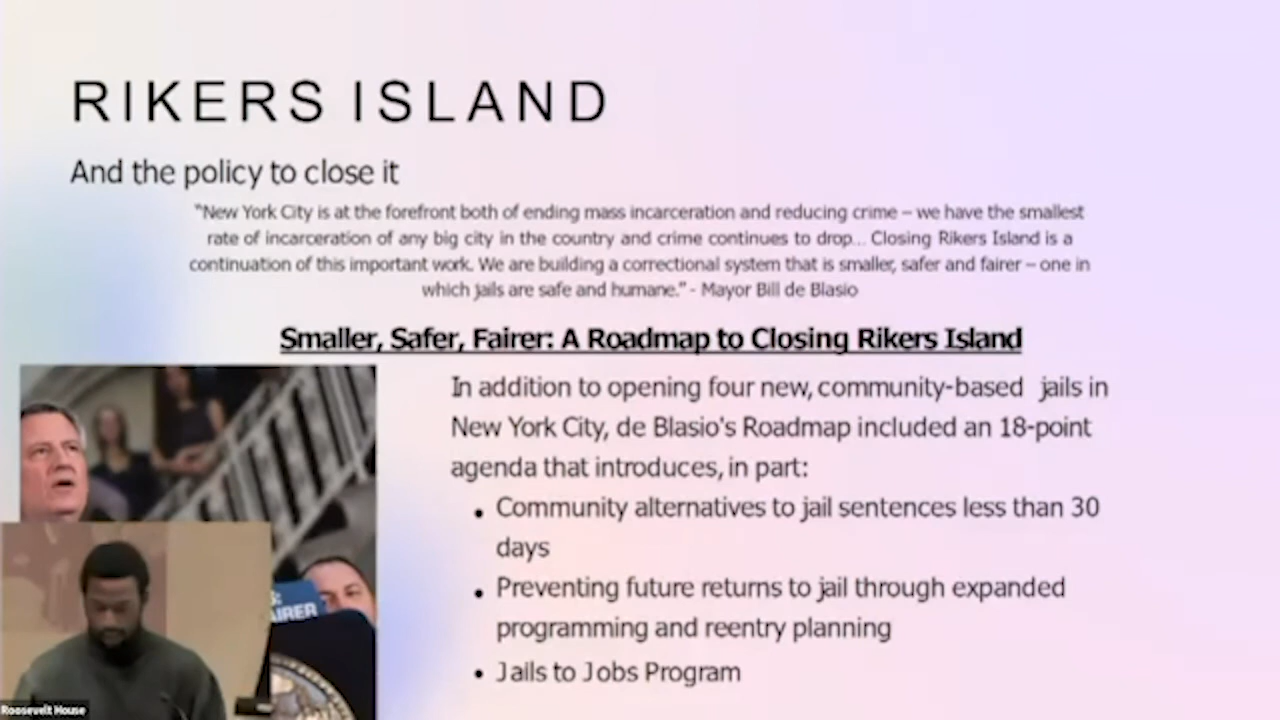 RIKERS ISLAND
And the policy to close it
"New York City is at the forefront both of ending mass incarceration and reducing crime – we have the smallest
rate of incarceration of any big city in the country and crime continues to drop... Closing Rikers Island is a
continuation of this important work. We are building a correctional system that is smaller, safer and fairer – one in
which jails are safe and humane." - Mayor Bill de Blasio
Smaller, Safer, Fairer: A Roadmap to Closing Rikers Island
In addition to opening four new, community-based jails in
New York City, de Blasio's Roadmap included an 18-point
agenda that introduces, in part:
• Community alternatives to jail sentences less than 30
days
• Preventing future returns to jail through expanded
programming and reentry planning
• Jails to Jobs Program
Roosevelt House